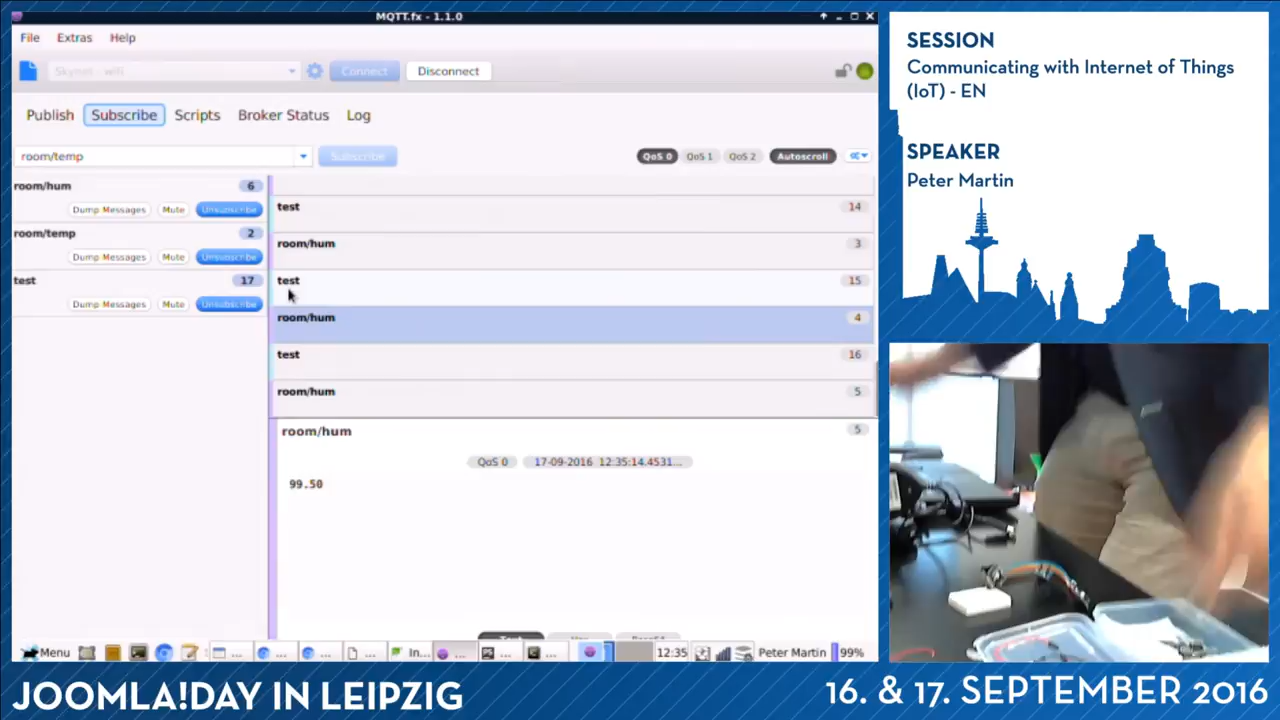 MQTT.fx - 1.1.0
File Extras Help
Skynet - wifi Connect Disconnect
Publish Subscribe Scripts Broker Status Log
room/temp Subscribe QoS 0 QoS 1 QoS 2 Autoscroll
room/hum 6
Dump Messages Mute Unsubscribe
room/temp 2
Dump Messages Mute Unsubscribe
test 17
Dump Messages Mute Unsubscribe
test 14
room/hum 3
test 15
room/hum 4
test 16
room/hum 5
room/hum 5
QoS 0 17-09-2016 12:35:14.4531...
99.50
Menu ... ... ... ... In... ... ... ... 12:35 Peter Martin 99%
SESSION
Communicating with Internet of Things
(IoT) - EN
SPEAKER
Peter Martin
JOOMLA!DAY IN LEIPZIG
16. & 17. SEPTEMBER 2016